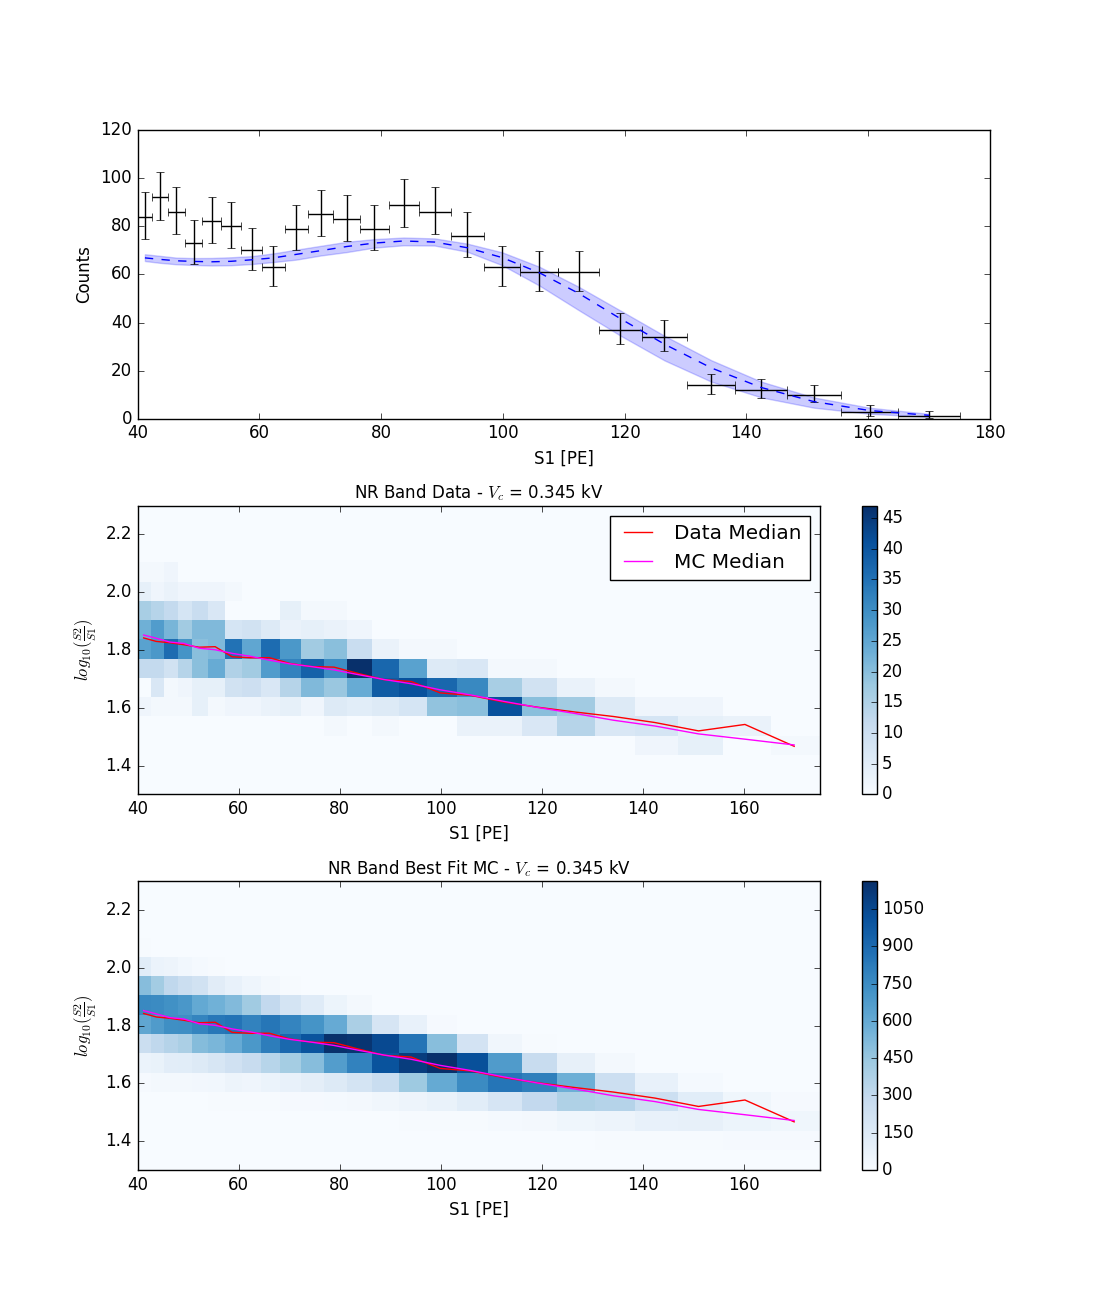 120
100
80
60
40
20
0
Counts
40 60 80 100 120 140 160 180
S1 [PE]
NR Band Data - V_c = 0.345 kV
2.2
2.0
1.8
1.6
1.4
log_10(S2/S1)
Data Median
MC Median
45
40
35
30
25
20
15
10
5
0
40 60 80 100 120 140 160
S1 [PE]
NR Band Best Fit MC - V_c = 0.345 kV
2.2
2.0
1.8
1.6
1.4
log_10(S2/S1)
1050
900
750
600
450
300
150
0
40 60 80 100 120 140 160
S1 [PE]